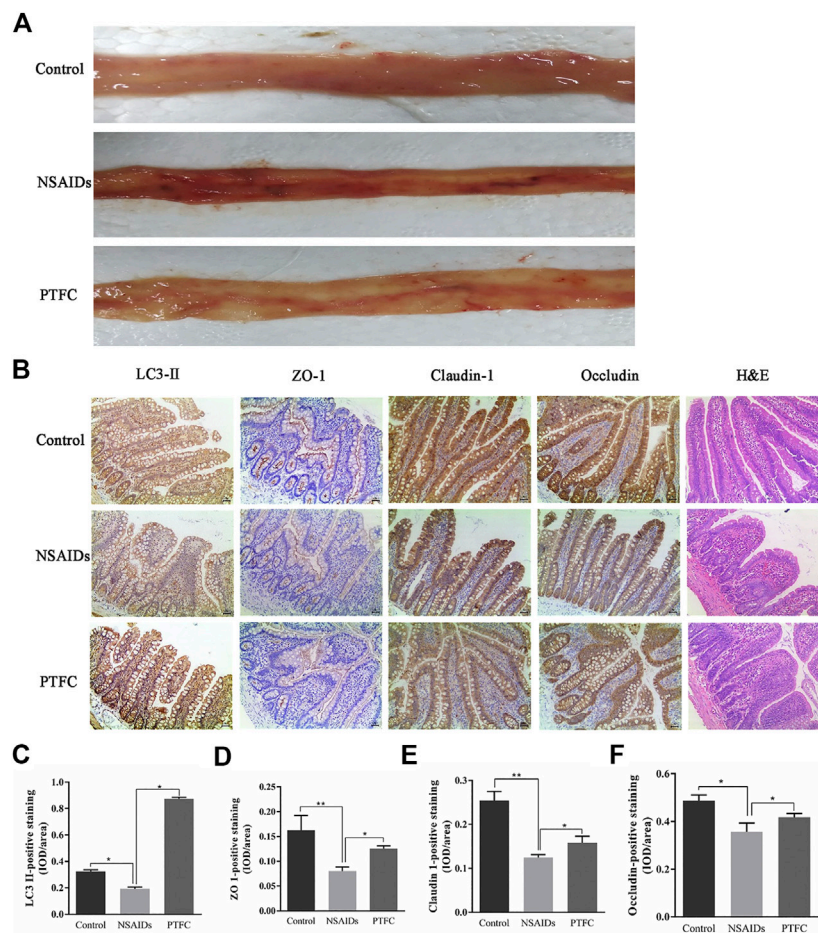 A
Control
NSAIDs
PTFC
B
LC3-II ZO-1 Claudin-1 Occludin H&E
Control
NSAIDs
PTFC
C
LC3 II-positive staining
(IOD/area)
1.0
0.8
0.6
0.4
0.2
0.0
*
*
Control NSAIDs PTFC
D
ZO 1-positive staining
(IOD/area)
0.25
0.20
0.15
0.10
0.05
0.00
**
*
Control NSAIDs PTFC
E
Claudin 1-positive staining
(IOD/area)
0.3
0.2
0.1
0.0
**
*
Control NSAIDs PTFC
F
Occludin-positive staining
(IOD/area)
0.6
0.4
0.2
0.0
*
*
Control NSAIDs PTFC